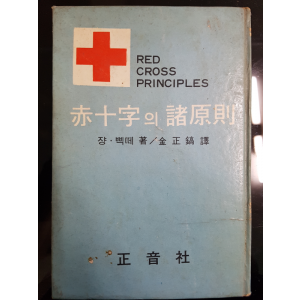 RED
CROSS
PRINCIPLES
赤十字의 諸原則
쟝·삑떼 著/金正鎬 譯
正音社